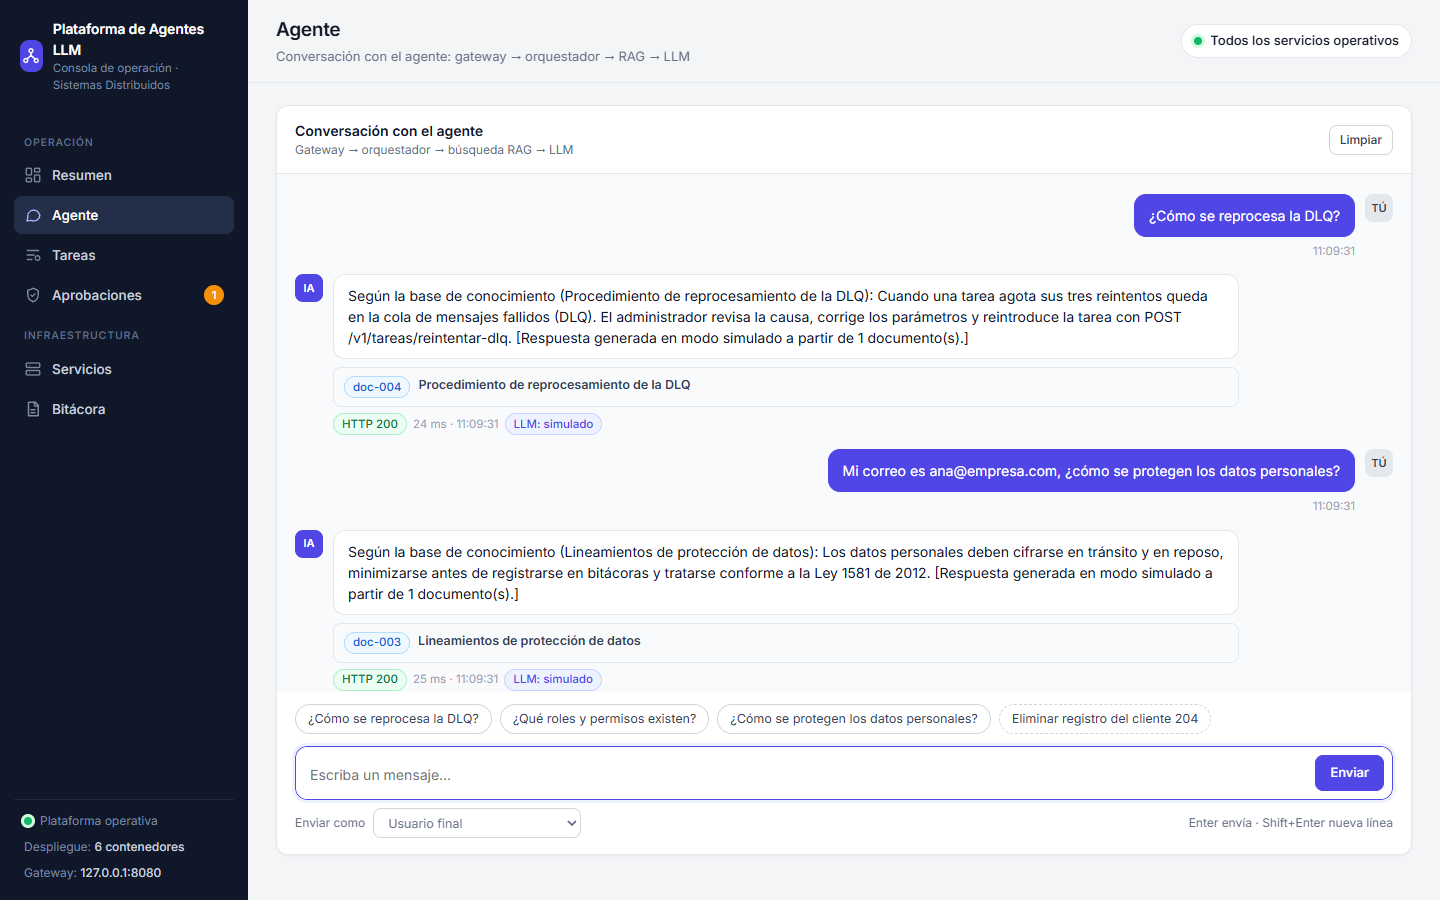 Plataforma de Agentes
LLM
Consola de operación ·
Sistemas Distribuidos
OPERACIÓN
Resumen
Agente
Tareas
Aprobaciones 1
INFRAESTRUCTURA
Servicios
Bitácora
Plataforma operativa
Despliegue: 6 contenedores
Gateway: 127.0.0.1:8080
Agente
Conversación con el agente: gateway → orquestador → RAG → LLM
Todos los servicios operativos
Conversación con el agente
Gateway → orquestador → búsqueda RAG → LLM
Limpiar
¿Cómo se reprocesa la DLQ?
TÚ
11:09:31
IA
Según la base de conocimiento (Procedimiento de reprocesamiento de la DLQ): Cuando una tarea agota sus tres reintentos queda
en la cola de mensajes fallidos (DLQ). El administrador revisa la causa, corrige los parámetros y reintroduce la tarea con POST
/v1/tareas/reintentar-dlq. [Respuesta generada en modo simulado a partir de 1 documento(s).]
doc-004 Procedimiento de reprocesamiento de la DLQ
HTTP 200 24 ms · 11:09:31 LLM: simulado
Mi correo es ana@empresa.com, ¿cómo se protegen los datos personales?
TÚ
11:09:31
IA
Según la base de conocimiento (Lineamientos de protección de datos): Los datos personales deben cifrarse en tránsito y en reposo,
minimizarse antes de registrarse en bitácoras y tratarse conforme a la Ley 1581 de 2012. [Respuesta generada en modo simulado a
partir de 1 documento(s).]
doc-003 Lineamientos de protección de datos
HTTP 200 25 ms · 11:09:31 LLM: simulado
¿Cómo se reprocesa la DLQ? ¿Qué roles y permisos existen? ¿Cómo se protegen los datos personales? Eliminar registro del cliente 204
Escriba un mensaje...
Enviar
Enviar como Usuario final
Enter envía · Shift+Enter nueva línea